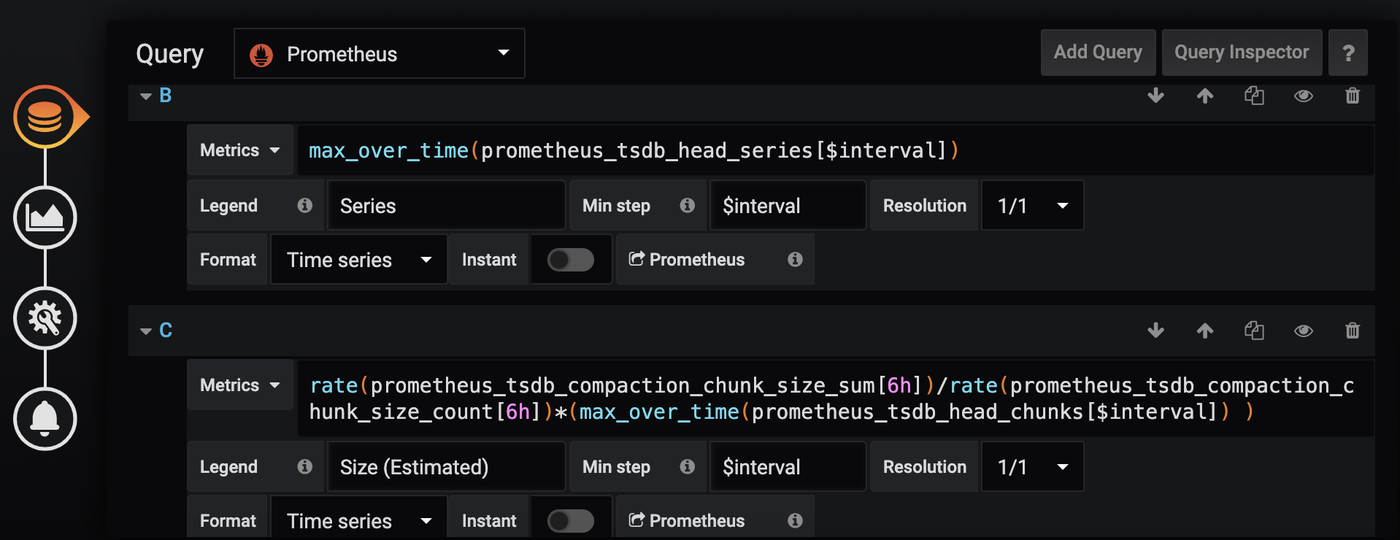 Query Prometheus Add Query Query Inspector ?
B
Metrics max_over_time(prometheus_tsdb_head_series[$interval])
Legend Series Min step $interval Resolution 1/1
Format Time series Instant Prometheus
C
Metrics rate(prometheus_tsdb_compaction_chunk_size_sum[6h])/rate(prometheus_tsdb_compaction_c
hunk_size_count[6h])*(max_over_time(prometheus_tsdb_head_chunks[$interval]) )
Legend Size (Estimated) Min step $interval Resolution 1/1
Format Time series Instant Prometheus